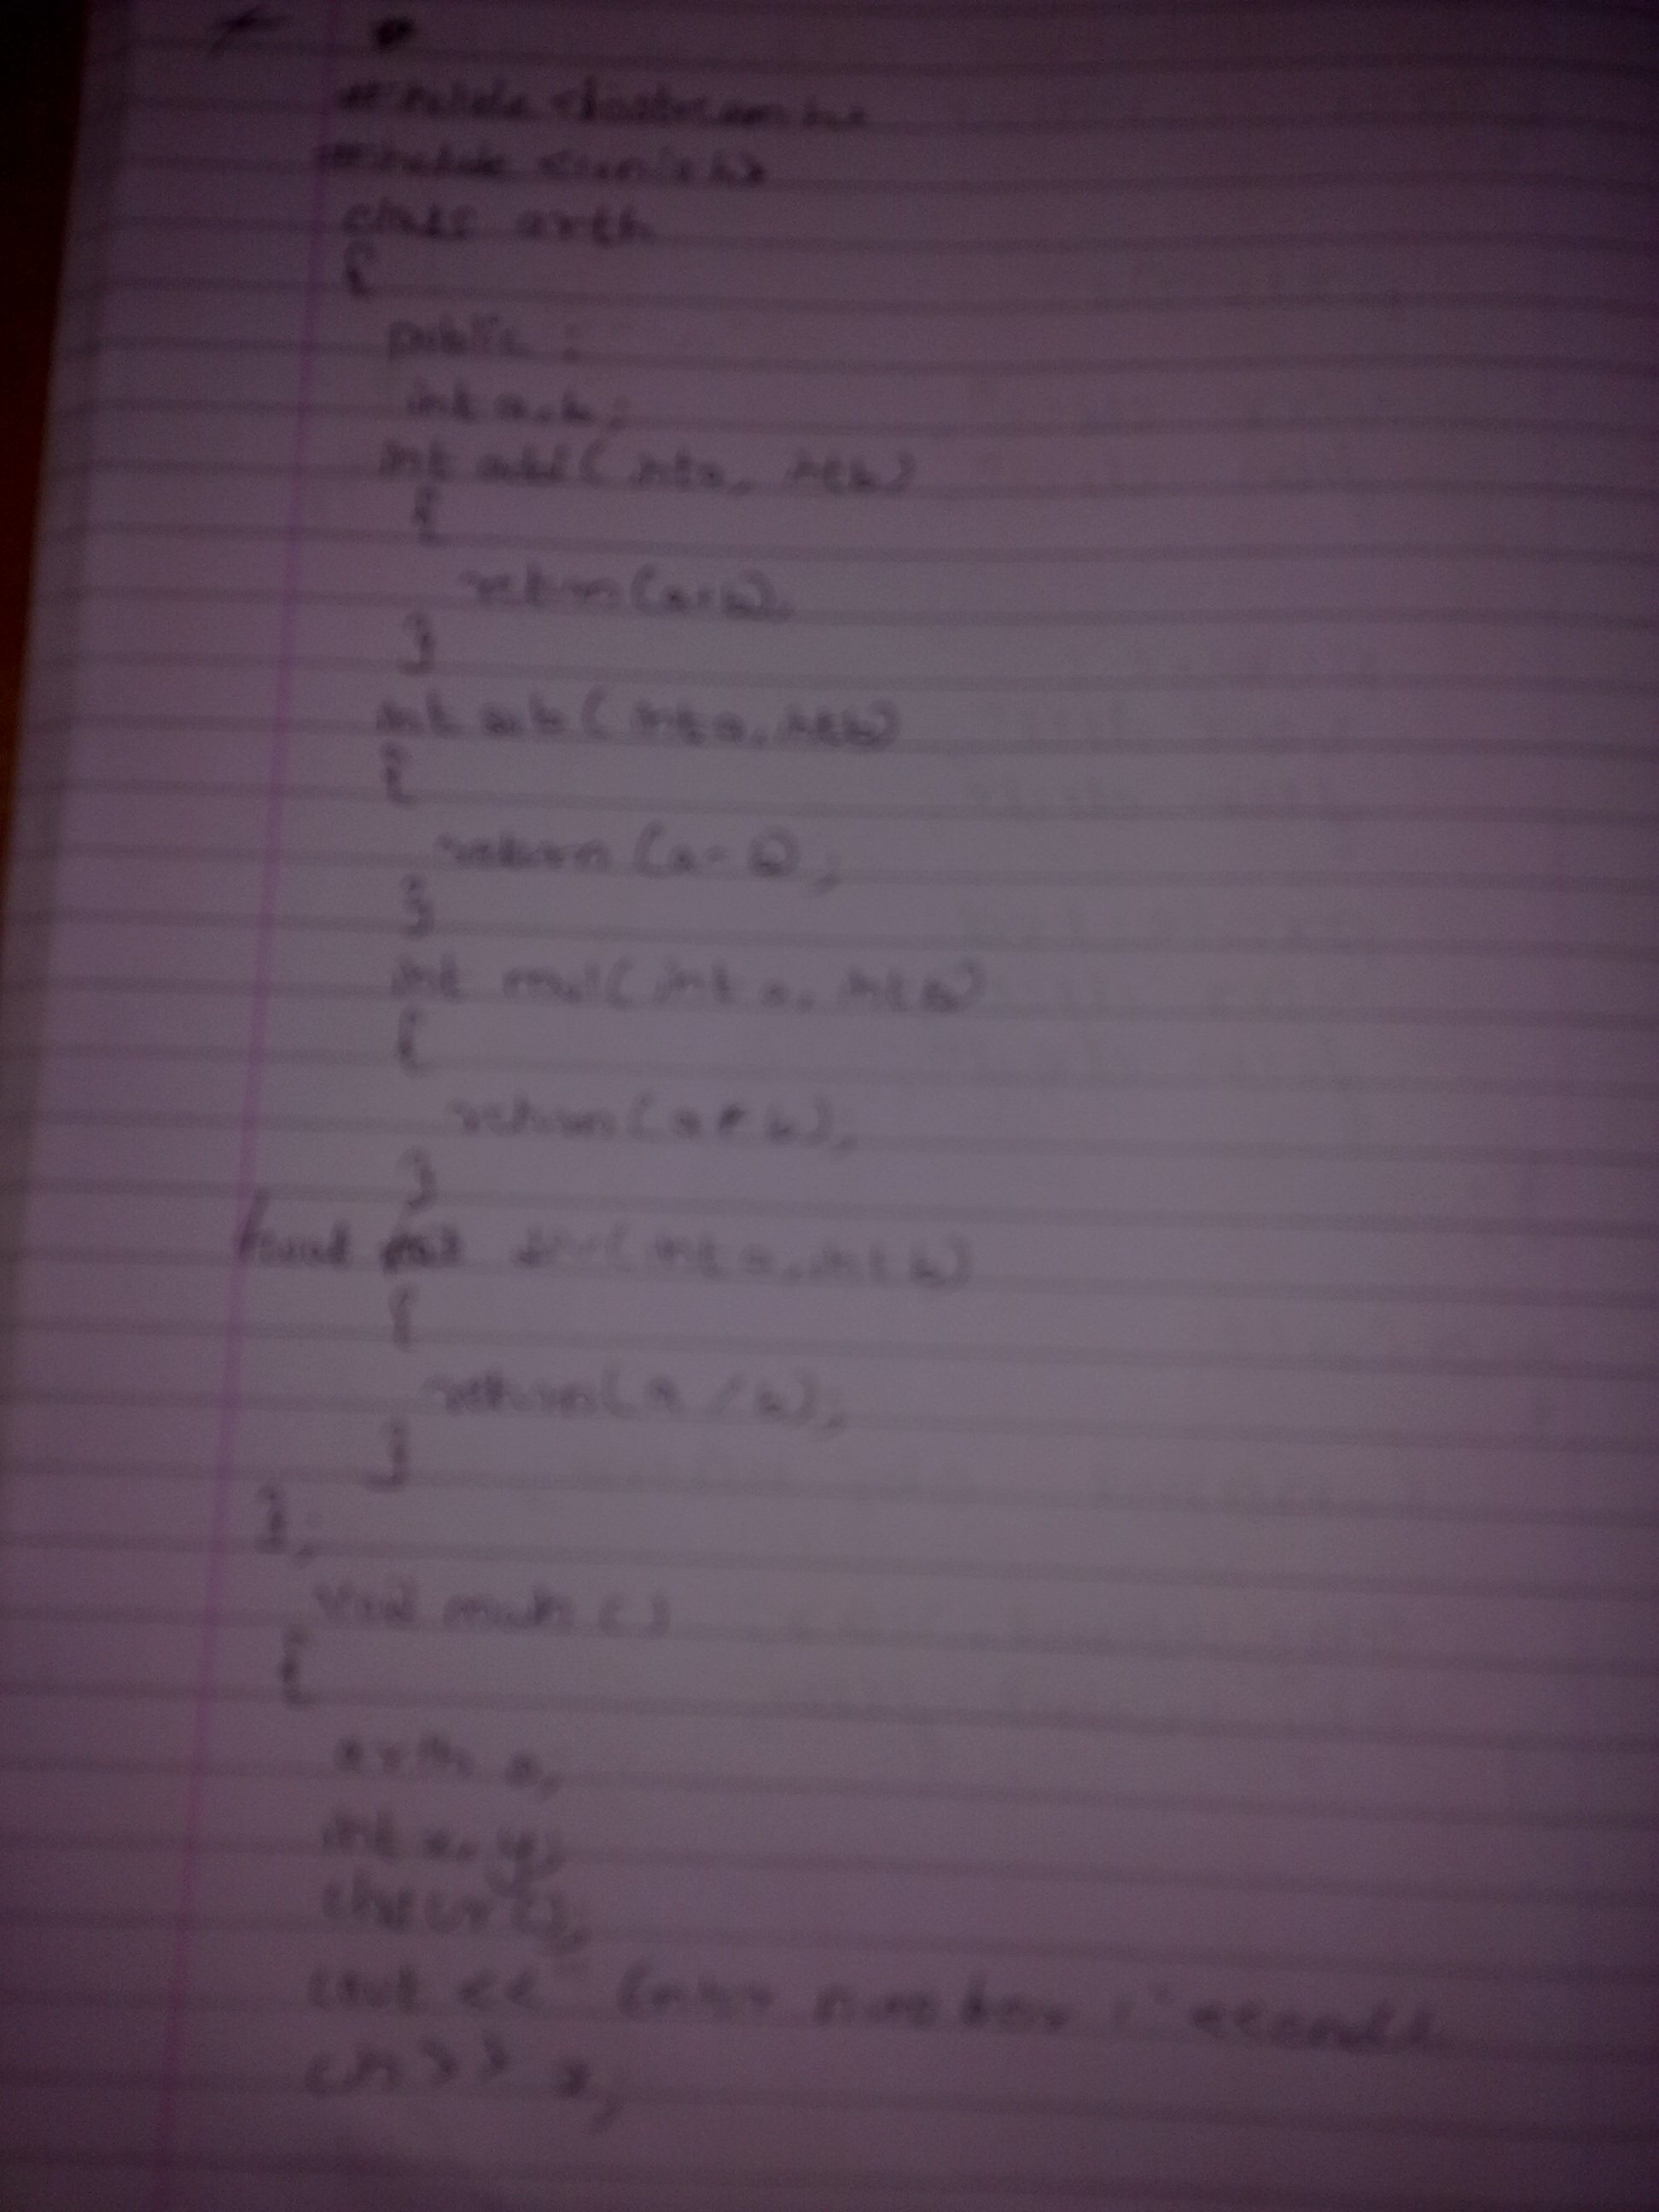 #include <iostream.h>
#include <conio.h>
class arth
{
public :
int a,b;
int add( int a, int b)
{
return(a+b);
}
int sub( int a, int b)
{
return (a-b);
}
int mul( int a, int b)
{
return(a*b);
}
float div( int a, int b)
{
return(a / b);
}
};
void main ()
{
arth a;
int x, y;
clrscr();
cout << " Enter number : " <<endl;
cin >> x;